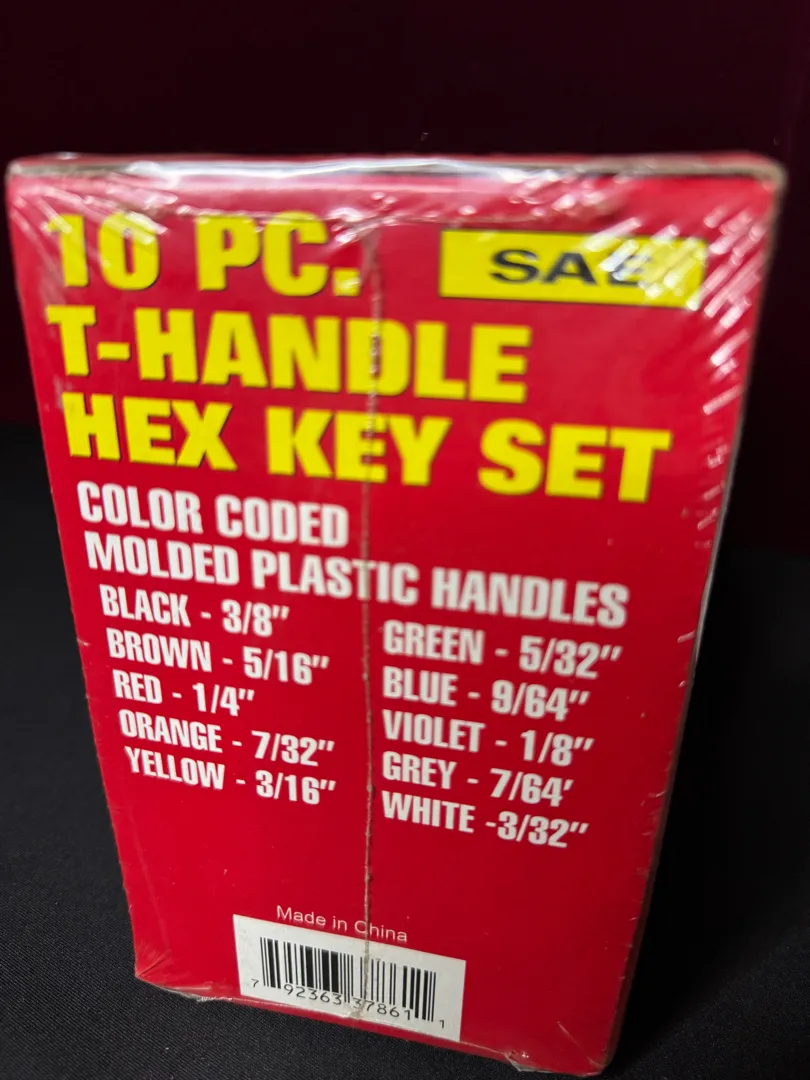 10 PC.
SAE
T-HANDLE
HEX KEY SET
COLOR CODED
MOLDED PLASTIC HANDLES
BLACK - 3/8"
BROWN - 5/16"
RED - 1/4"
ORANGE - 7/32"
YELLOW - 3/16"
GREEN - 5/32"
BLUE - 9/64"
VIOLET - 1/8"
GREY - 7/64'
WHITE -3/32"
Made in China
7 92363 37861 1